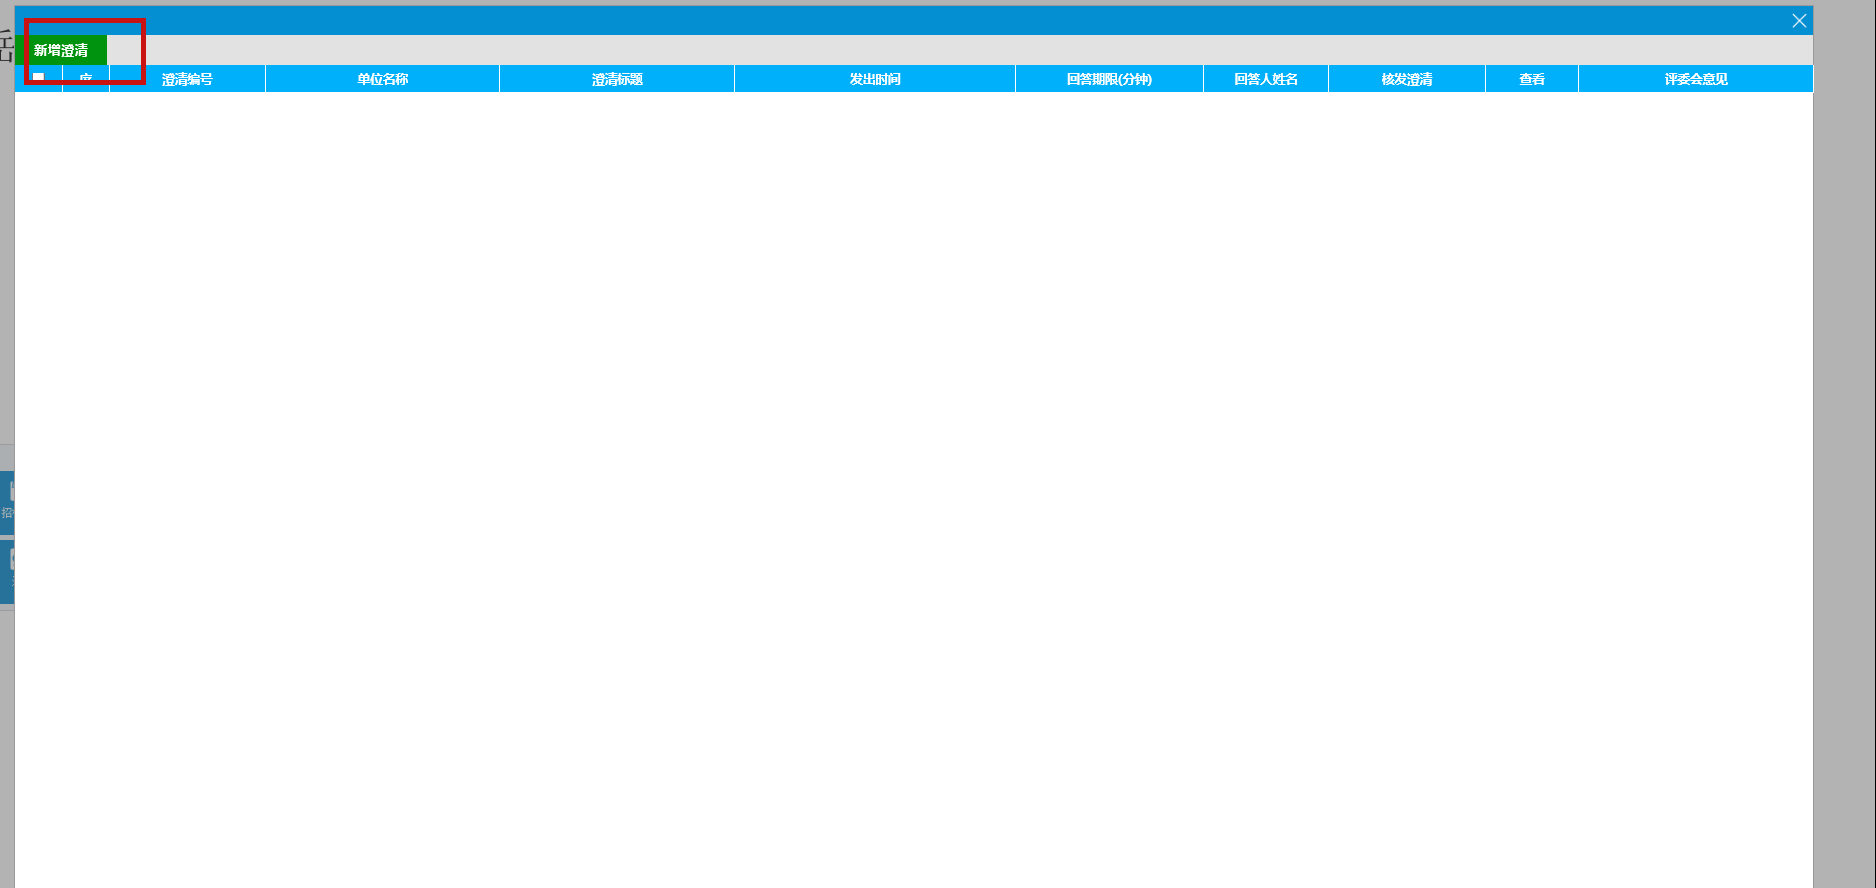 新增澄清
澄清编号 单位名称 澄清标题 发出时间 回答期限(分钟) 回答人姓名 核发澄清 查看 评委会意见
招